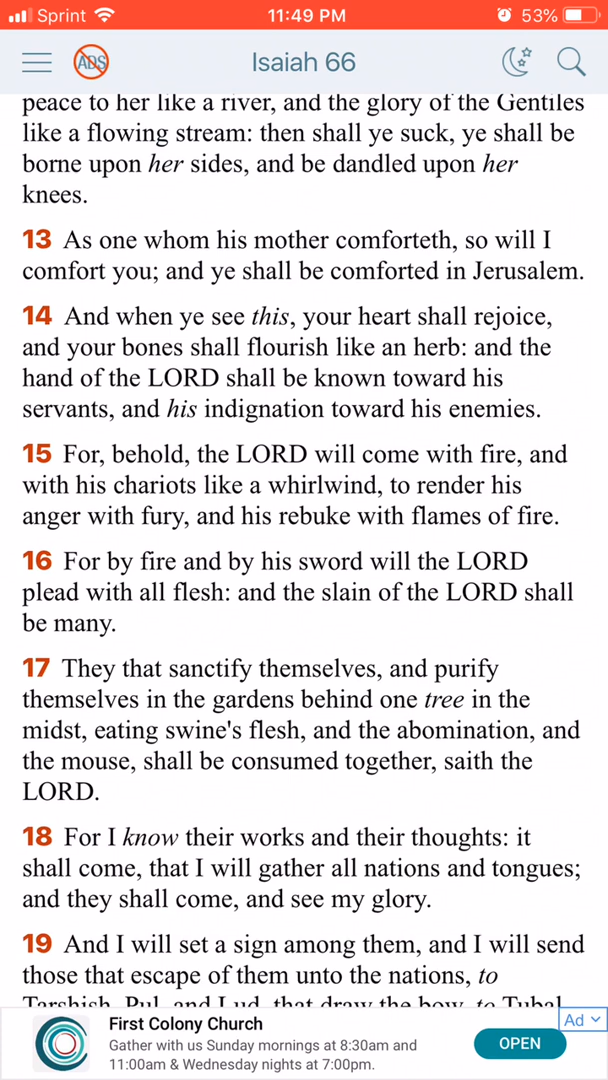 Sprint 11:49 PM 53%
ADS Isaiah 66
peace to her like a river, and the glory of the Gentiles
like a flowing stream: then shall ye suck, ye shall be
borne upon her sides, and be dandled upon her
knees.
13 As one whom his mother comforteth, so will I
comfort you; and ye shall be comforted in Jerusalem.
14 And when ye see this, your heart shall rejoice,
and your bones shall flourish like an herb: and the
hand of the LORD shall be known toward his
servants, and his indignation toward his enemies.
15 For, behold, the LORD will come with fire, and
with his chariots like a whirlwind, to render his
anger with fury, and his rebuke with flames of fire.
16 For by fire and by his sword will the LORD
plead with all flesh: and the slain of the LORD shall
be many.
17 They that sanctify themselves, and purify
themselves in the gardens behind one tree in the
midst, eating swine's flesh, and the abomination, and
the mouse, shall be consumed together, saith the
LORD.
18 For I know their works and their thoughts: it
shall come, that I will gather all nations and tongues;
and they shall come, and see my glory.
19 And I will set a sign among them, and I will send
those that escape of them unto the nations, to
Tarshish, Pul, and Lud, that draw the bow, to Tubal
First Colony Church
Gather with us Sunday mornings at 8:30am and
11:00am & Wednesday nights at 7:00pm.
OPEN
Ad